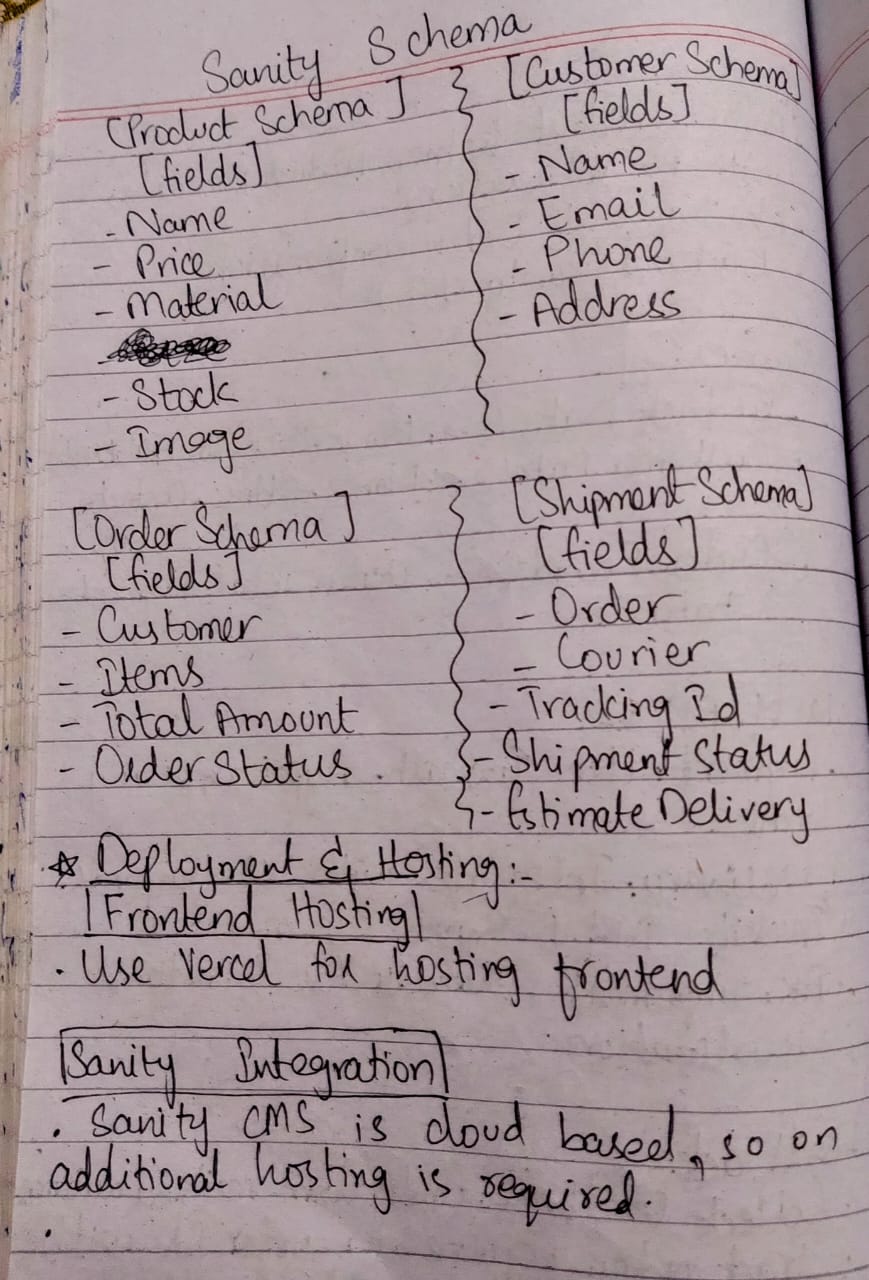 Sanity Schema
[Product Schema]
[fields]
- Name
- Price
- Material
- Stock
- Image
[Customer Schema]
[fields]
- Name
- Email
- Phone
- Address
[Order Schema]
[fields]
- Customer
- Items
- Total Amount
- Order Status.
[Shipment Schema]
[fields]
- Order
- Courier
- Tracking Id
- Shipment Status.
- Estimate Delivery
☆ Deployment & Hosting:-
|Frontend Hosting|
. Use Vercel for hosting frontend
|Sanity Integration|
. Sanity CMS is cloud based, so on
additional hosting is required.
.